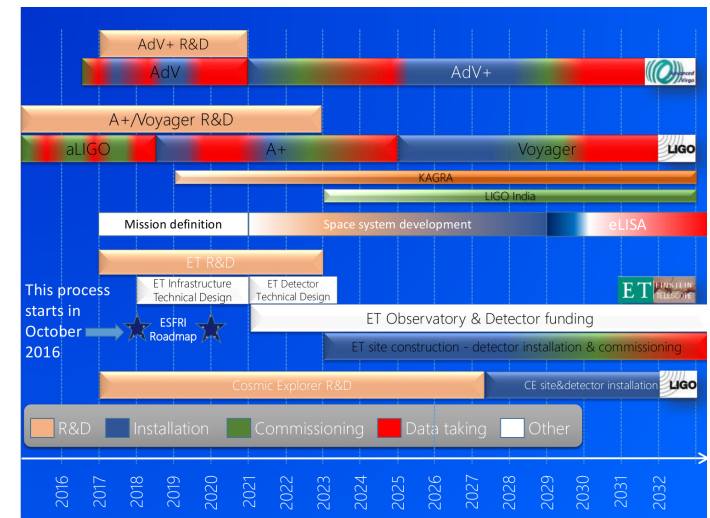 AdV+ R&D
AdV
AdV+
Advanced
Virgo
A+/Voyager R&D
aLIGO
A+
Voyager
LIGO
KAGRA
LIGO India
Mission definition
Space system development
eLISA
ET R&D
ET Infrastructure
Technical Design
ET Detector
Technical Design
ET
EINSTEIN
TELESCOPE
This process
starts in
October
2016
ESFRI
Roadmap
ET Observatory & Detector funding
ET site construction - detector installation & commissioning
Cosmic Explorer R&D
CE site&detector installation
LIGO
R&D
Installation
Commissioning
Data taking
Other
2016
2017
2018
2019
2020
2021
2022
2023
2024
2025
2026
2027
2028
2029
2030
2031
2032